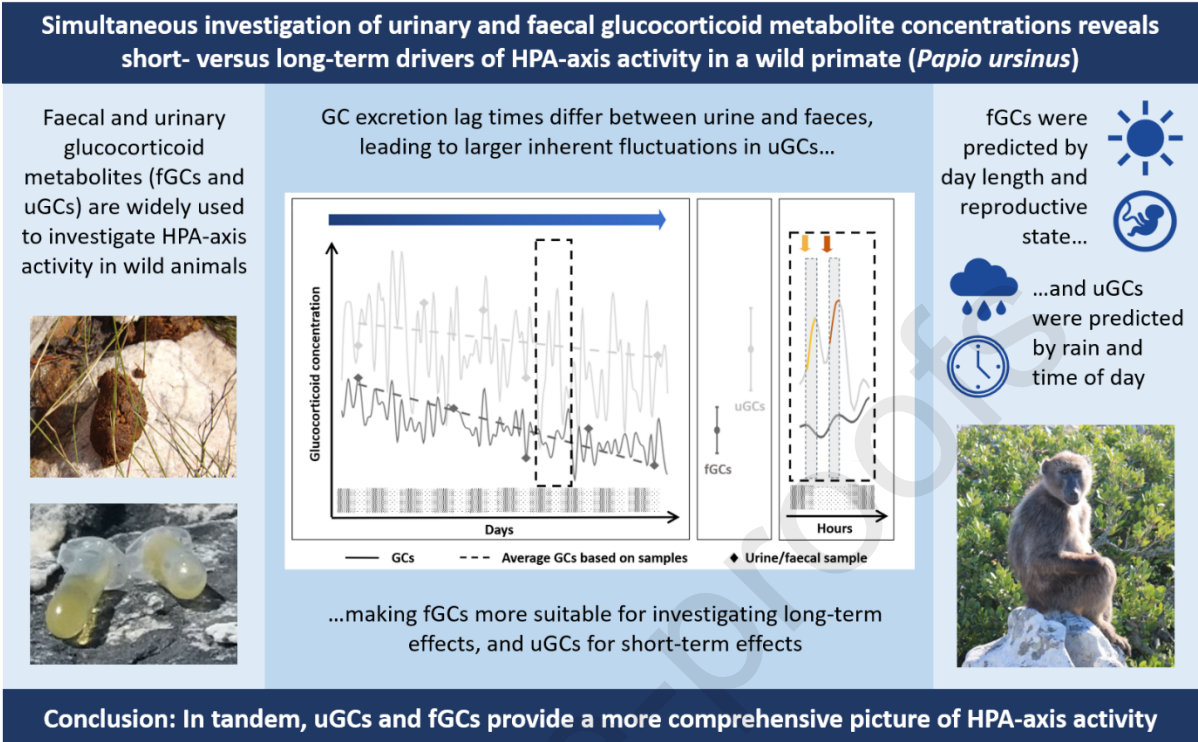 Simultaneous investigation of urinary and faecal glucocorticoid metabolite concentrations reveals
short- versus long-term drivers of HPA-axis activity in a wild primate (Papio ursinus)
Faecal and urinary
glucocorticoid
metabolites (fGCs and
uGCs) are widely used
to investigate HPA-axis
activity in wild animals
GC excretion lag times differ between urine and faeces,
leading to larger inherent fluctuations in uGCs...
Glucocorticoid concentration
Days
uGCs
fGCs
Hours
GCs
Average GCs based on samples
Urine/faecal sample
...making fGCs more suitable for investigating long-term
effects, and uGCs for short-term effects
fGCs were
predicted by
day length and
reproductive
state...
...and uGCs
were predicted
by rain and
time of day
Conclusion: In tandem, uGCs and fGCs provide a more comprehensive picture of HPA-axis activity